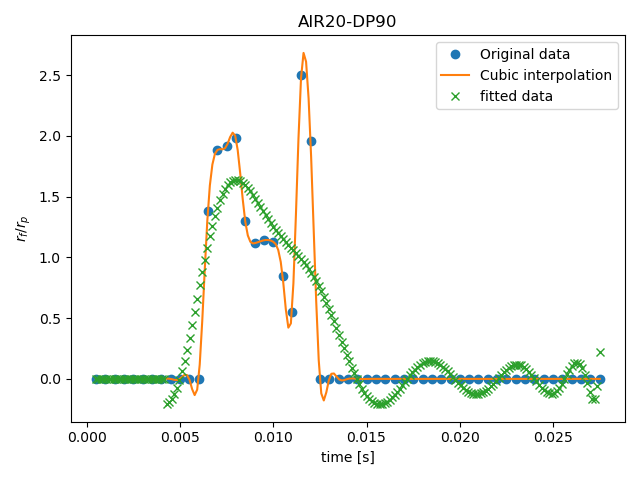 AIR20-DP90
Original data
Cubic interpolation
fitted data
2.5
2.0
1.5
1.0
0.5
0.0
r_f/r_p
0.000 0.005 0.010 0.015 0.020 0.025
time [s]